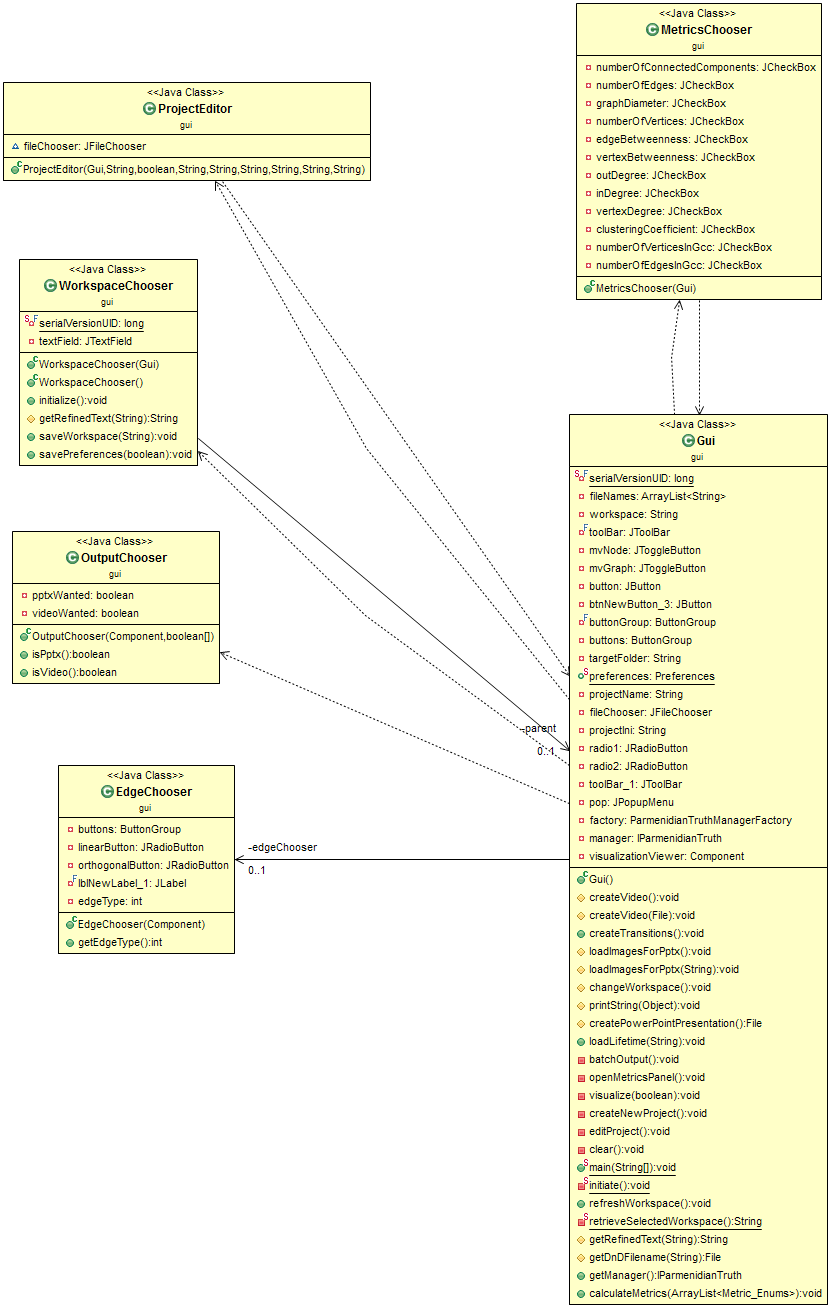 <<Java Class>>
MetricsChooser
gui
numberOfConnectedComponents: JCheckBox
numberOfEdges: JCheckBox
graphDiameter: JCheckBox
numberOfVertices: JCheckBox
edgeBetweenness: JCheckBox
vertexBetweenness: JCheckBox
outDegree: JCheckBox
inDegree: JCheckBox
vertexDegree: JCheckBox
clusteringCoefficient: JCheckBox
numberOfVerticesInGcc: JCheckBox
numberOfEdgesInGcc: JCheckBox
MetricsChooser(Gui)
<<Java Class>>
ProjectEditor
gui
fileChooser: JFileChooser
ProjectEditor(Gui,String,boolean,String,String,String,String,String,String)
<<Java Class>>
WorkspaceChooser
gui
serialVersionUID: long
textField: JTextField
WorkspaceChooser(Gui)
WorkspaceChooser()
initialize():void
getRefinedText(String):String
saveWorkspace(String):void
savePreferences(boolean):void
<<Java Class>>
OutputChooser
gui
pptxWanted: boolean
videoWanted: boolean
OutputChooser(Component,boolean[])
isPptx():boolean
isVideo():boolean
<<Java Class>>
EdgeChooser
gui
buttons: ButtonGroup
linearButton: JRadioButton
orthogonalButton: JRadioButton
lblNewLabel_1: JLabel
edgeType: int
EdgeChooser(Component)
getEdgeType():int
-parent
0..1
-edgeChooser
0..1
<<Java Class>>
Gui
gui
serialVersionUID: long
fileNames: ArrayList<String>
workspace: String
toolBar: JToolBar
mvNode: JToggleButton
mvGraph: JToggleButton
button: JButton
btnNewButton_3: JButton
buttonGroup: ButtonGroup
buttons: ButtonGroup
targetFolder: String
preferences: Preferences
projectName: String
fileChooser: JFileChooser
projectIni: String
radio1: JRadioButton
radio2: JRadioButton
toolBar_1: JToolBar
pop: JPopupMenu
factory: ParmenidianTruthManagerFactory
manager: IParmenidianTruth
visualizationViewer: Component
Gui()
createVideo():void
createVideo(File):void
createTransitions():void
loadImagesForPptx():void
loadImagesForPptx(String):void
changeWorkspace():void
printString(Object):void
createPowerPointPresentation():File
loadLifetime(String):void
batchOutput():void
openMetricsPanel():void
visualize(boolean):void
createNewProject():void
editProject():void
clear():void
main(String[]):void
initiate():void
refreshWorkspace():void
retrieveSelectedWorkspace():String
getRefinedText(String):String
getDnDFilename(String):File
getManager():IParmenidianTruth
calculateMetrics(ArrayList<Metric_Enums>):void